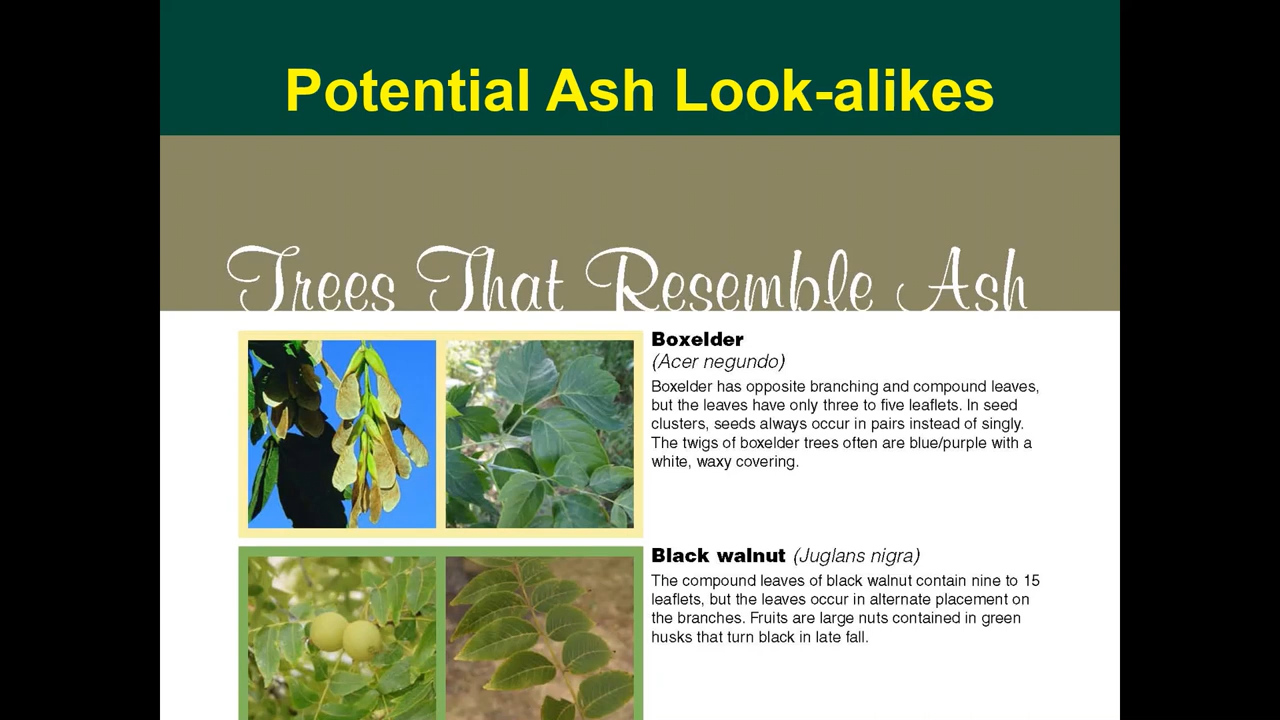 Potential Ash Look-alikes
Trees That Resemble Ash
Boxelder
(Acer negundo)
Boxelder has opposite branching and compound leaves,
but the leaves have only three to five leaflets. In seed
clusters, seeds always occur in pairs instead of singly.
The twigs of boxelder trees often are blue/purple with a
white, waxy covering.
Black walnut (Juglans nigra)
The compound leaves of black walnut contain nine to 15
leaflets, but the leaves occur in alternate placement on
the branches. Fruits are large nuts contained in green
husks that turn black in late fall.